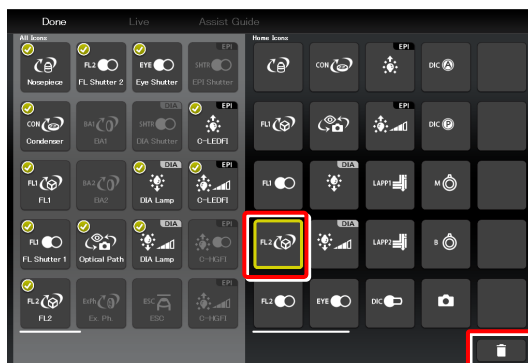 Done Live Assist Guide
All Icons Home Icons
Nosepiece
FL2 FL Shutter 2
EYE Eye Shutter
EPI SHTR EPI Shutter
CON Condenser
BA1 BA1
DIA SHTR DIA Shutter
EPI C-LEDFI
FL1 FL1
BA2 BA2
DIA DIA Lamp
EPI C-LEDFI
FL1 FL Shutter 1
Optical Path
DIA DIA Lamp
EPI C-HGFI
FL2 FL2
ExPh Ex. Ph.
ESC ESC
EPI C-HGFI
CON EPI DIC A
FL1 EPI DIC P
FL1 DIA LAPP1 M
FL2 DIA LAPP2 B
FL2 EYE DIC